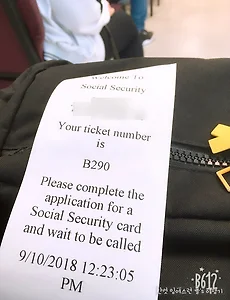 Welcome To
Social Security
Your ticket number
is
B290
Please complete the
application for a
Social Security card
and wait to be called
9/10/2018 12:23:05
PM
B612